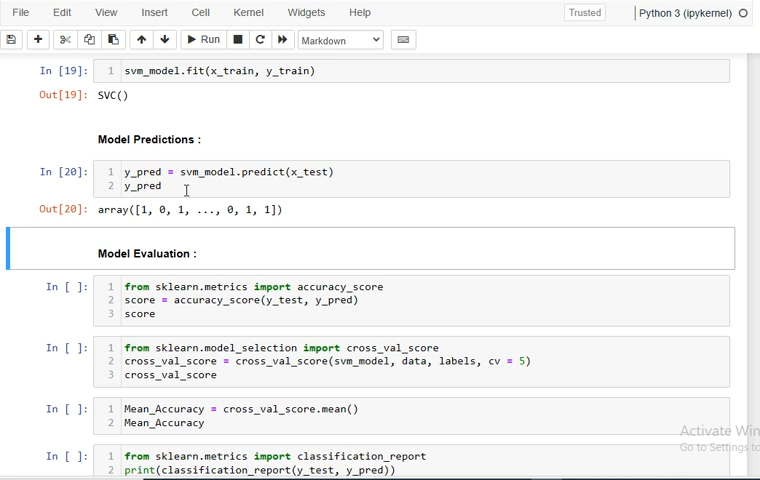 File Edit View Insert Cell Kernel Widgets Help Trusted Python 3 (ipykernel)
Run Markdown
In [19]: 1 svm_model.fit(x_train, y_train)
Out[19]: SVC()
Model Predictions :
In [20]: 1 y_pred = svm_model.predict(x_test)
2 y_pred
Out[20]: array([1, 0, 1, ..., 0, 1, 1])
Model Evaluation :
In [ ]: 1 from sklearn.metrics import accuracy_score
2 score = accuracy_score(y_test, y_pred)
3 score
In [ ]: 1 from sklearn.model_selection import cross_val_score
2 cross_val_score = cross_val_score(svm_model, data, labels, cv = 5)
3 cross_val_score
In [ ]: 1 Mean_Accuracy = cross_val_score.mean()
2 Mean_Accuracy
Activate Win
Go to Settings to
In [ ]: 1 from sklearn.metrics import classification_report
2 print(classification_report(y_test, y_pred))